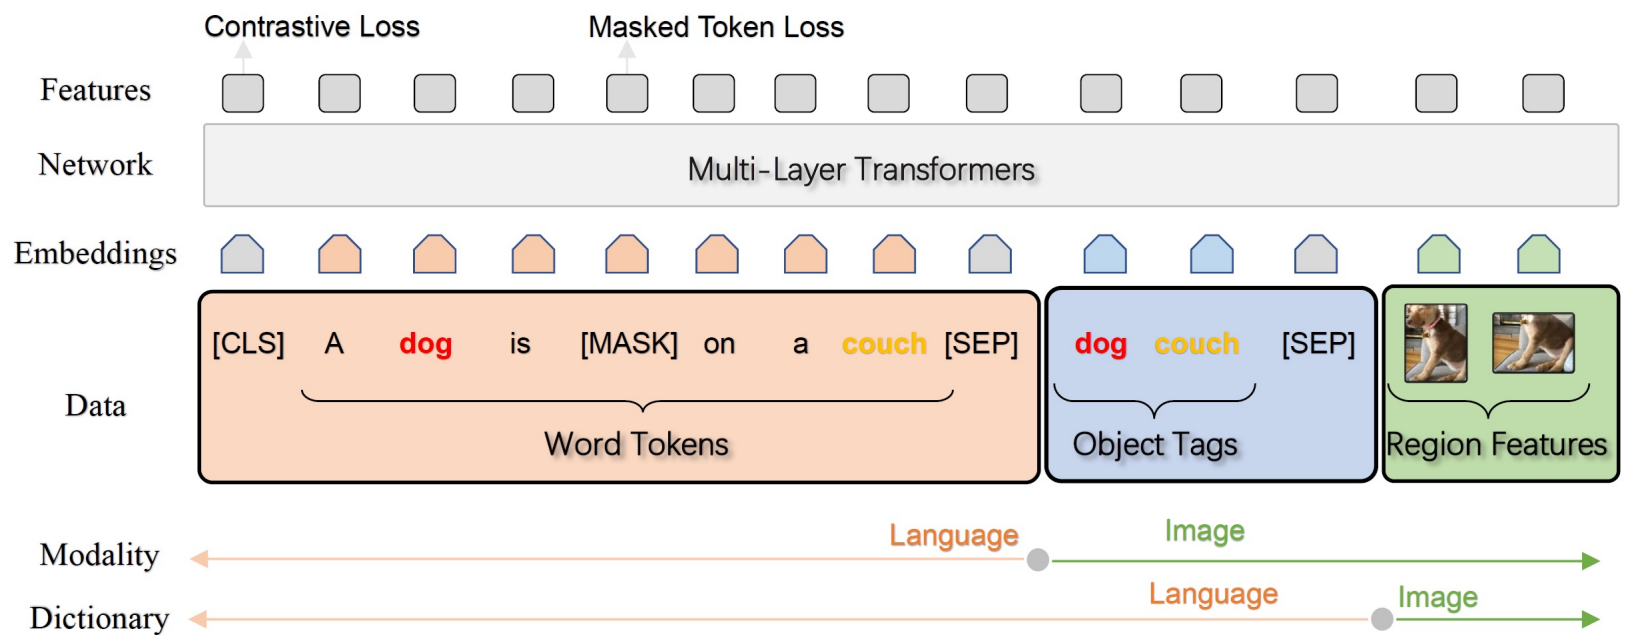 Contrastive Loss
Masked Token Loss
Features
Network
Multi-Layer Transformers
Embeddings
Data
[CLS] A dog is [MASK] on a couch [SEP]
dog couch [SEP]
Word Tokens
Object Tags
Region Features
Modality
Language
Image
Dictionary
Language
Image